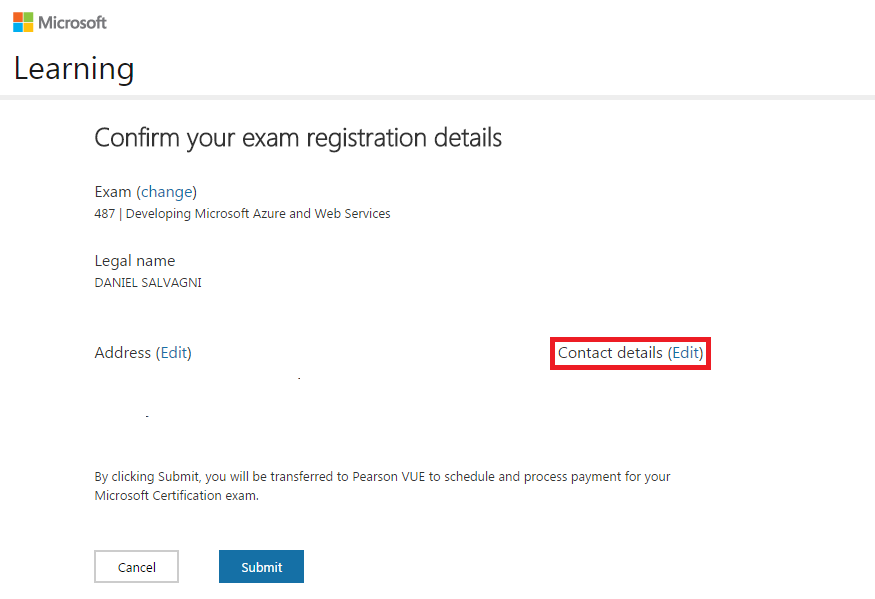 Microsoft
Learning
Confirm your exam registration details
Exam (change)
487 | Developing Microsoft Azure and Web Services
Legal name
DANIEL SALVAGNI
Address (Edit)
Contact details (Edit)
By clicking Submit, you will be transferred to Pearson VUE to schedule and process payment for your
Microsoft Certification exam.
Cancel
Submit